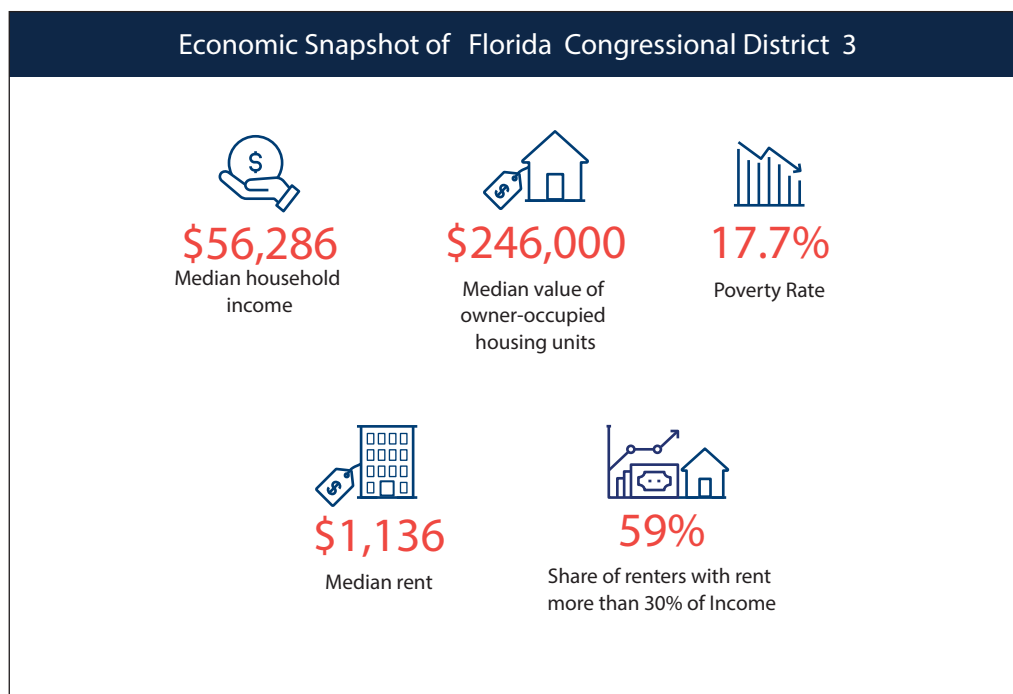 Economic Snapshot of Florida Congressional District 3
$
$
$56,286
Median household
income
$246,000
Median value of
owner-occupied
housing units
17.7%
Poverty Rate
$
$1,136
Median rent
59%
Share of renters with rent
more than 30% of Income